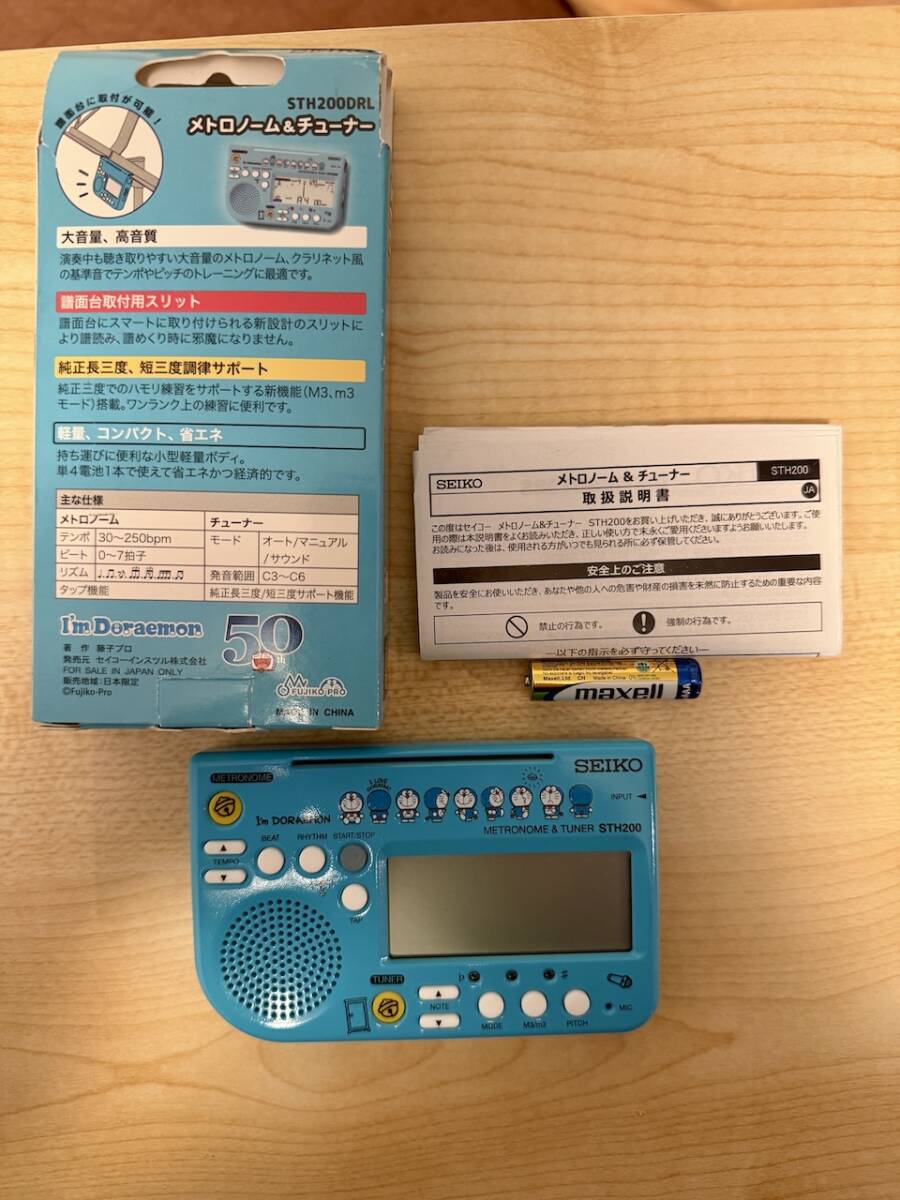 STH200DRL
メトロノーム&チューナー
譜面台に取付が可能!
SEIKO
A4
大音量、高音質
演奏中も聴き取りやすい大音量のメトロノーム、クラリネット風
の基準音でテンポやピッチのトレーニングに最適です。
譜面台取付用スリット
譜面台にスマートに取り付けられる新設計のスリットに
より譜読み、譜めくり時に邪魔になりません。
純正長三度、短三度調律サポート
純正三度でのハモリ練習をサポートする新機能(M3、m3
モード)搭載。ワンランク上の練習に便利です。
軽量、コンパクト、省エネ
持ち運びに便利な小型軽量ボディ。
単4電池1本で使えて省エネかつ経済的です。
主な仕様
メトロノーム チューナー
テンポ 30〜250bpm モード オート/マニュアル
/サウンド
ビート 0〜7拍子
リズム 発音範囲 C3〜C6
タップ機能 純正長三度/短三度サポート機能
I'm Doraemon 50th
著作 藤子プロ
発売元 セイコーインスツル株式会社
FOR SALE IN JAPAN ONLY
販売地域:日本限定
©Fujiko-Pro
FUJIKO-PRO
MADE IN CHINA
SEIKO メトロノーム & チューナー STH200
取扱説明書 JA
この度はセイコー メトロノーム&チューナー STH200をお買い上げいただき、誠にありがとうございます。ご使
用の際は本説明書をよくお読みいただき、正しい使い方で末永くご愛用くださいますようお願いいたします。
お読みになった後は、使用される方がいつでも見られる所に必ず保管してください。
安全上のご注意
製品を安全にお使いいただき、あなたや他の人への危害や財産の損害を未然に防止するための重要な内容
です。
禁止の行為です。 強制の行為です。
―以下の指示を必ず守ってください―
Maxell, Ltd. CH Made in China
maxell
METRONOME
SEIKO
I LOVE
I'm DORAEMON
INPUT
METRONOME & TUNER STH200
BEAT RHYTHM START/STOP
TEMPO
TAP
TUNER
♭ ♯
NOTE
MODE M3/m3 PITCH
MIC